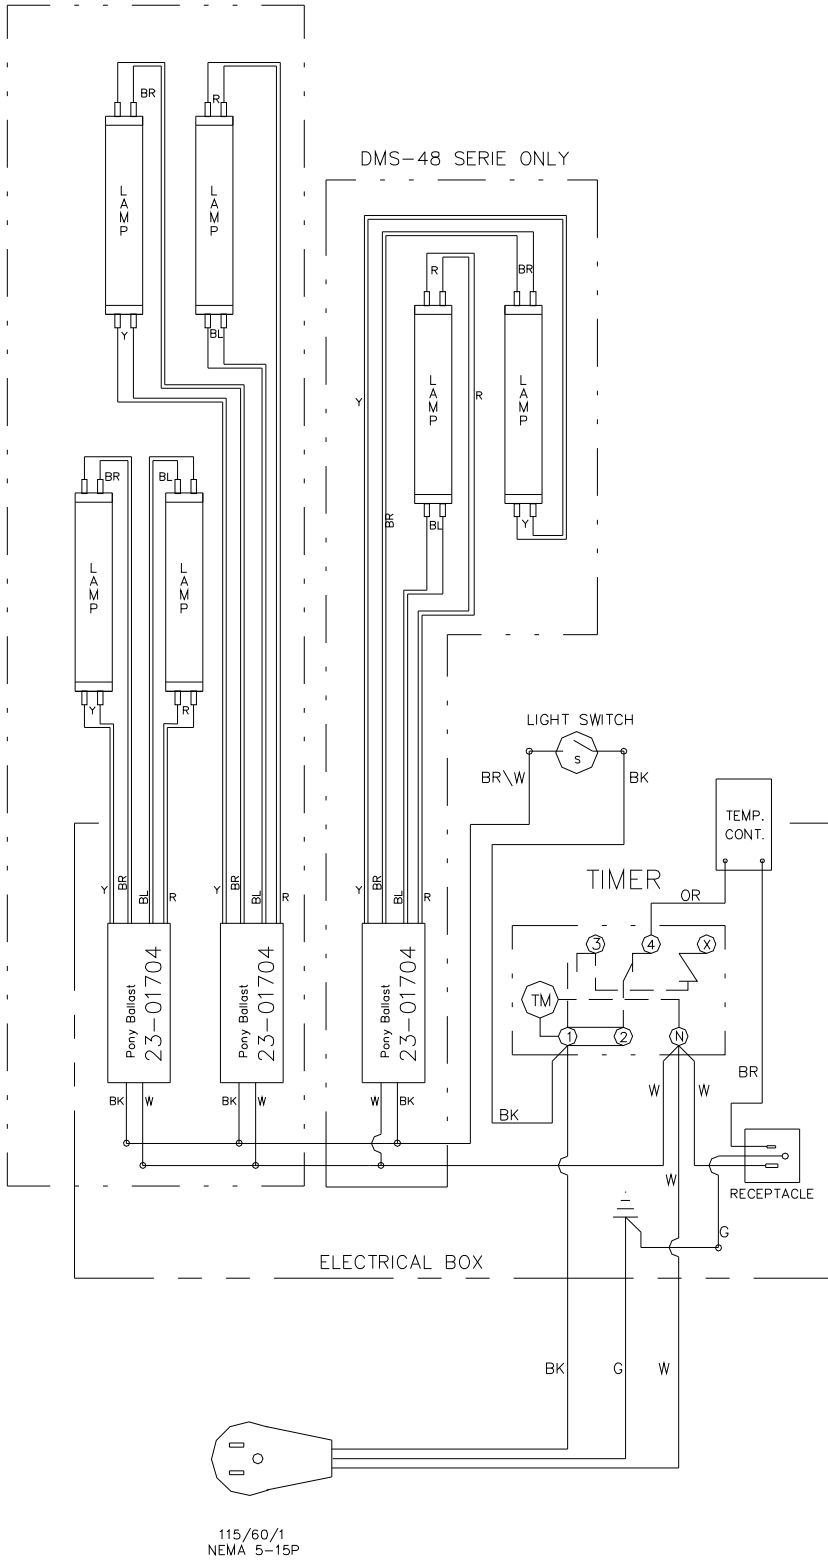 BR
R
DMS-48 SERIE ONLY
LAMP
LAMP
R
BR
Y
BL
LAMP
LAMP
Y
R
BR
BL
BR
BL
Y
LAMP
LAMP
Y
R
LIGHT SWITCH
S
BR\W
BK
TEMP.
CONT.
TIMER
OR
Y
BR
BL
R
Y
BR
BL
R
Y
BR
BL
R
3
4
X
Pony Ballast
23-01704
Pony Ballast
23-01704
Pony Ballast
23-01704
TM
1
2
N
BR
BK
W
BK
W
W
BK
BK
W
W
W
RECEPTACLE
G
ELECTRICAL BOX
BK
G
W
115/60/1
NEMA 5-15P